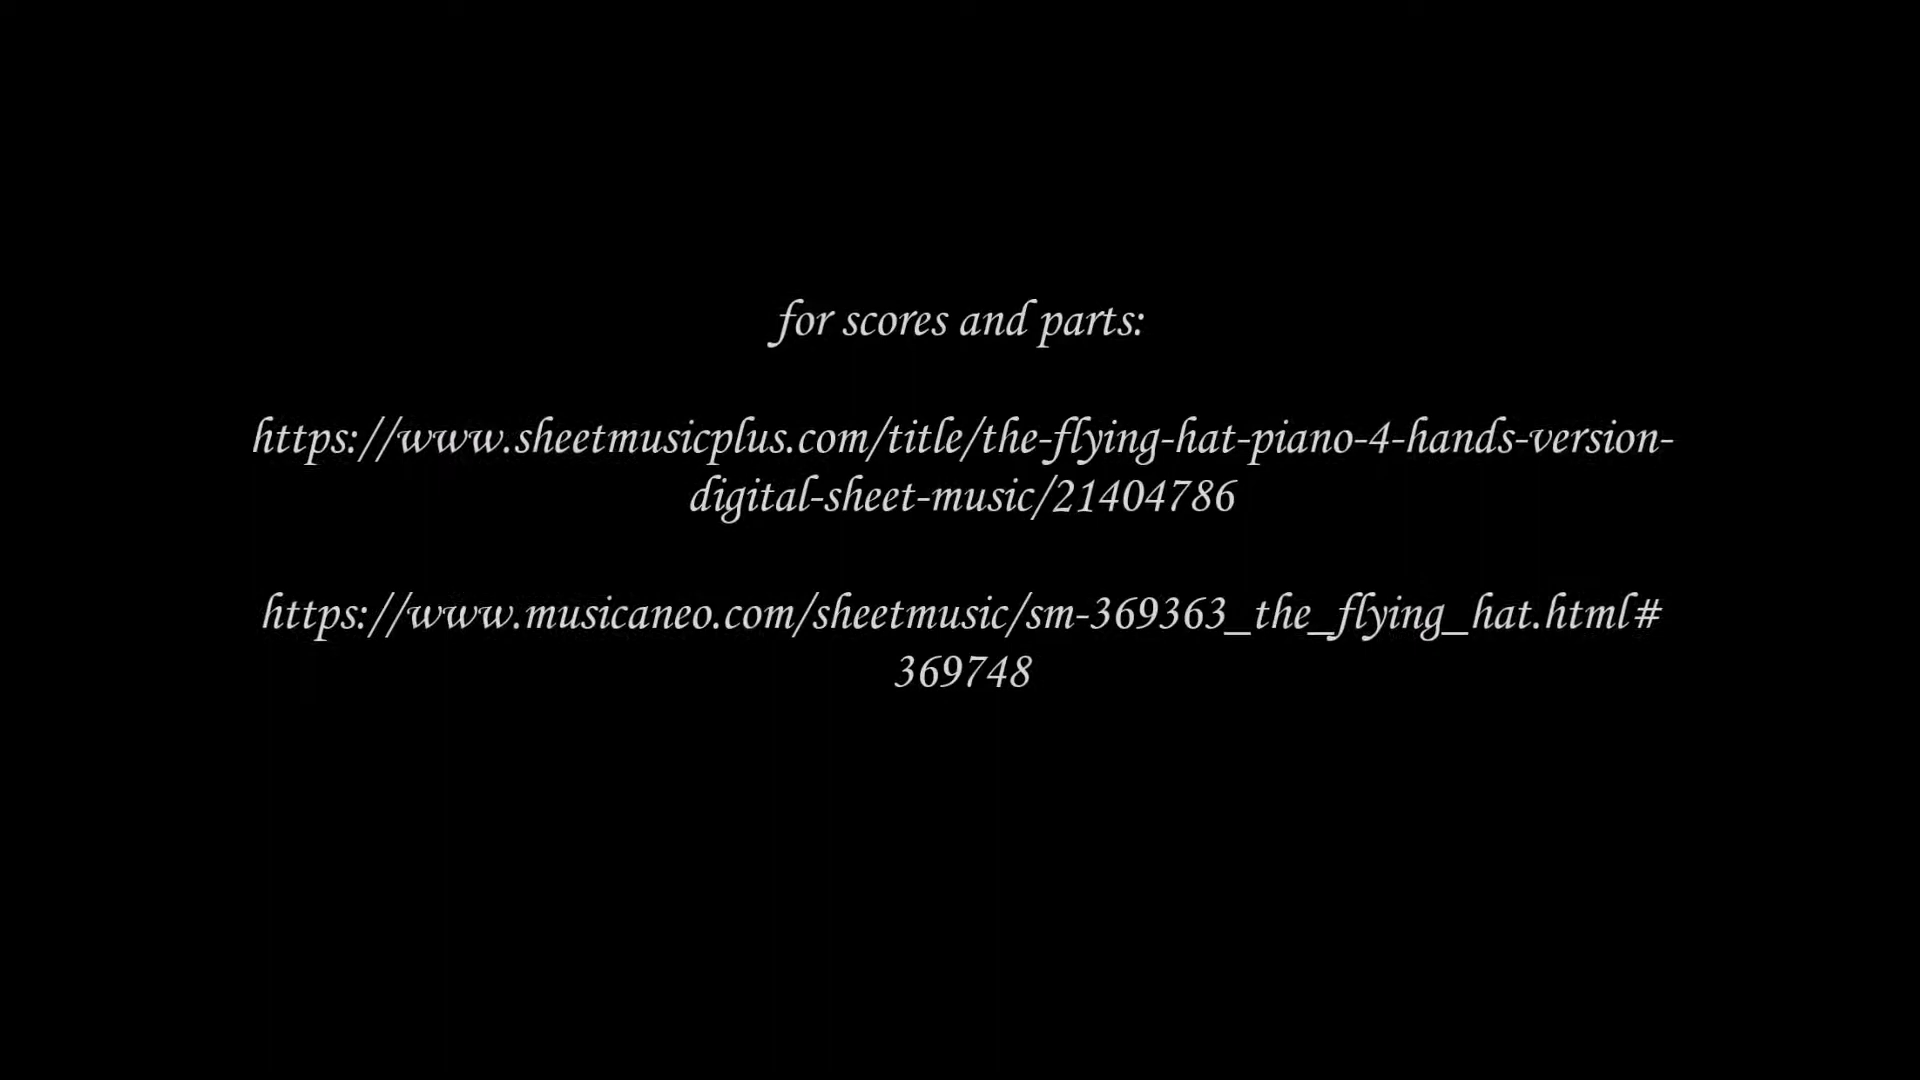 for scores and parts:
https://www.sheetmusicplus.com/title/the-flying-hat-piano-4-hands-version-
digital-sheet-music/21404786
https://www.musicaneo.com/sheetmusic/sm-369363_the_flying_hat.html#
369748